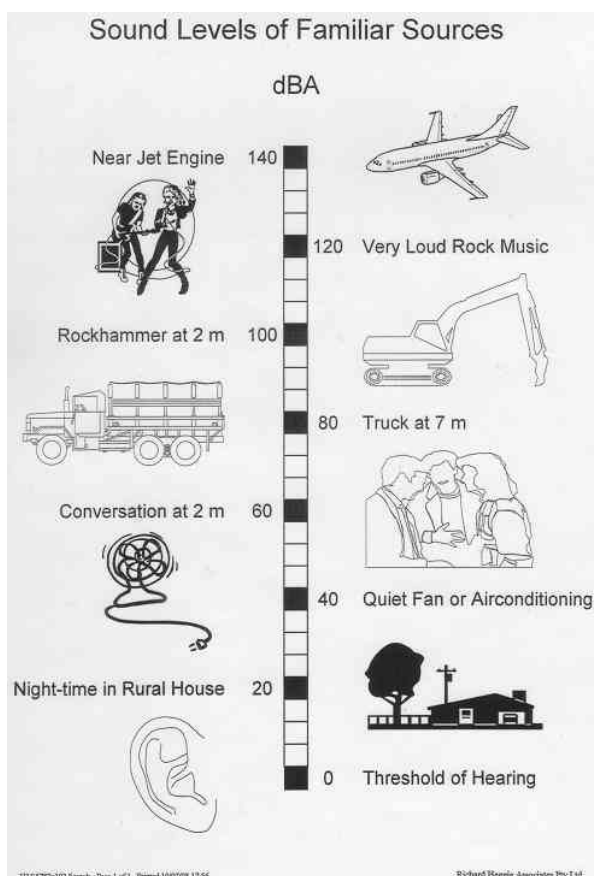 Sound Levels of Familiar Sources
dBA
Near Jet Engine 140
120 Very Loud Rock Music
Rockhammer at 2 m 100
80 Truck at 7 m
Conversation at 2 m 60
40 Quiet Fan or Airconditioning
Night-time in Rural House 20
0 Threshold of Hearing
Richard Heggie Associates Pty Ltd